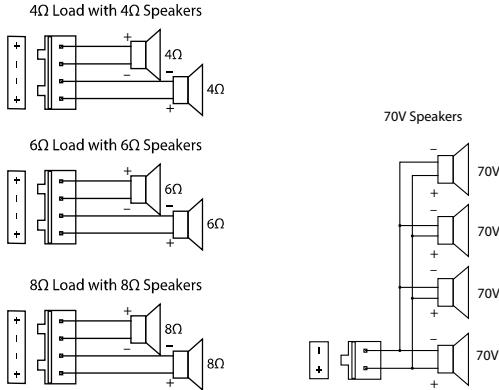 4Ω Load with 4Ω Speakers
+ − − +
+
4Ω
−
−
4Ω
+
6Ω Load with 6Ω Speakers
+ − − +
+
6Ω
−
−
6Ω
+
8Ω Load with 8Ω Speakers
+ − − +
+
8Ω
−
−
8Ω
+
70V Speakers
−
70V
+
−
70V
+
−
70V
+
− +
−
70V
+